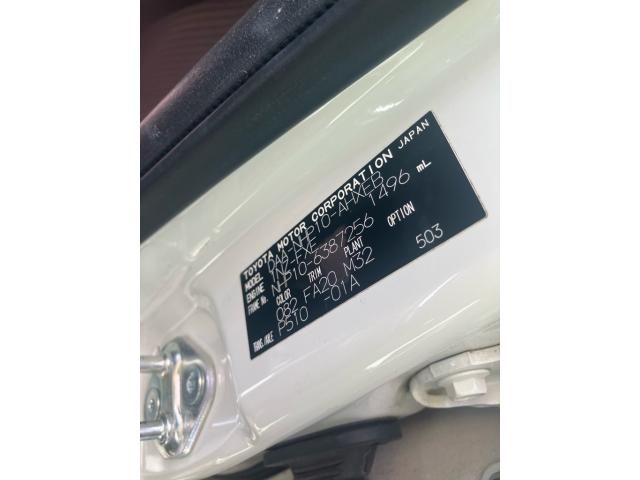 TOYOTA MOTOR CORPORATION JAPAN
MODEL DAA-NHP10-AHXEB
ENGINE 1NZ-FXE 1496 mL
FRAME No. NHP10-6387256
COLOR TRIM PLANT OPTION
082 FA20 M32 503
TRANS./AXLE P510 -01A